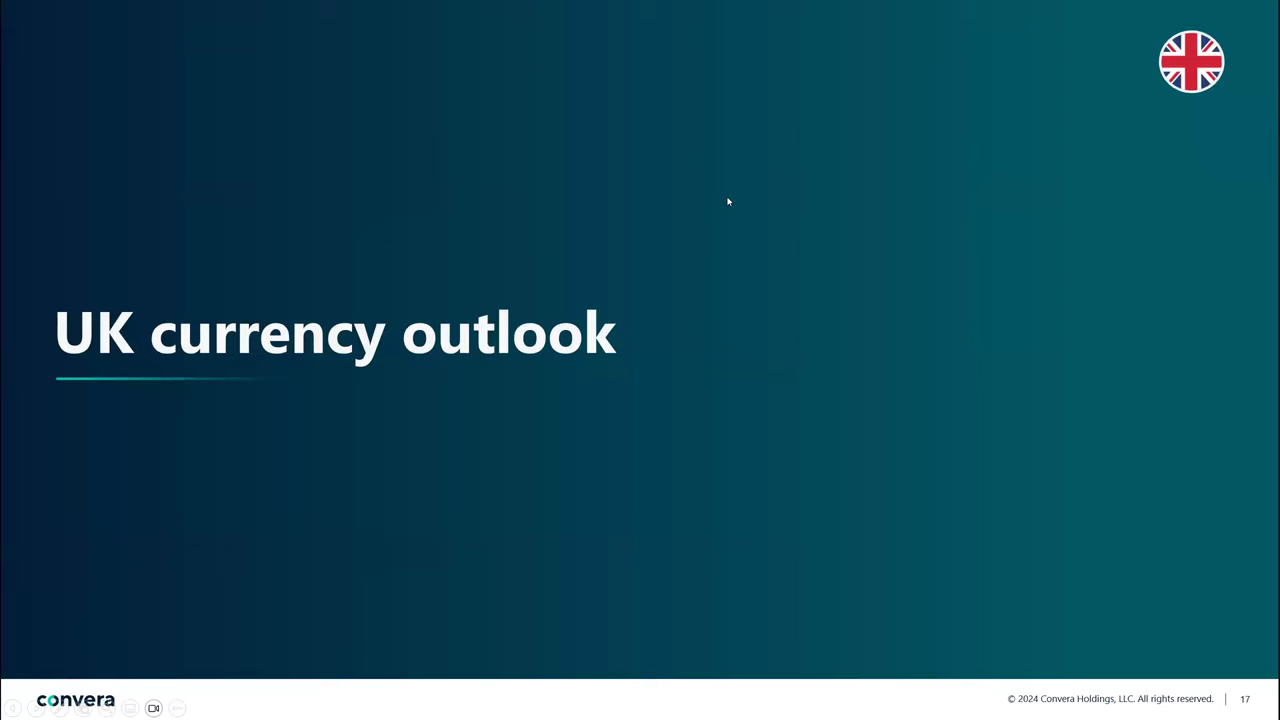 UK currency outlook
convera
© 2024 Convera Holdings, LLC. All rights reserved. | 17